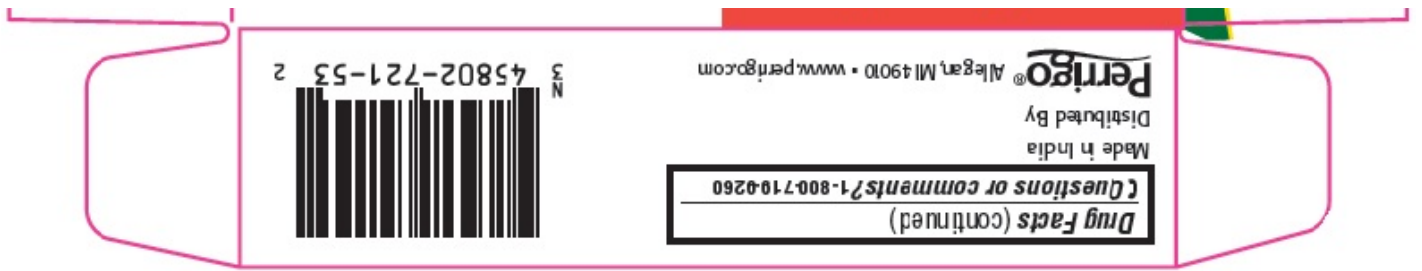 Drug Facts (continued)
Questions or comments? 1-800-719-9260
Made in India
Distributed By
Perrigo® Allegan, MI 49010 • www.perrigo.com
N
3 45802-721-53 2